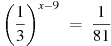 (1/3)^(x−9) = 1/81